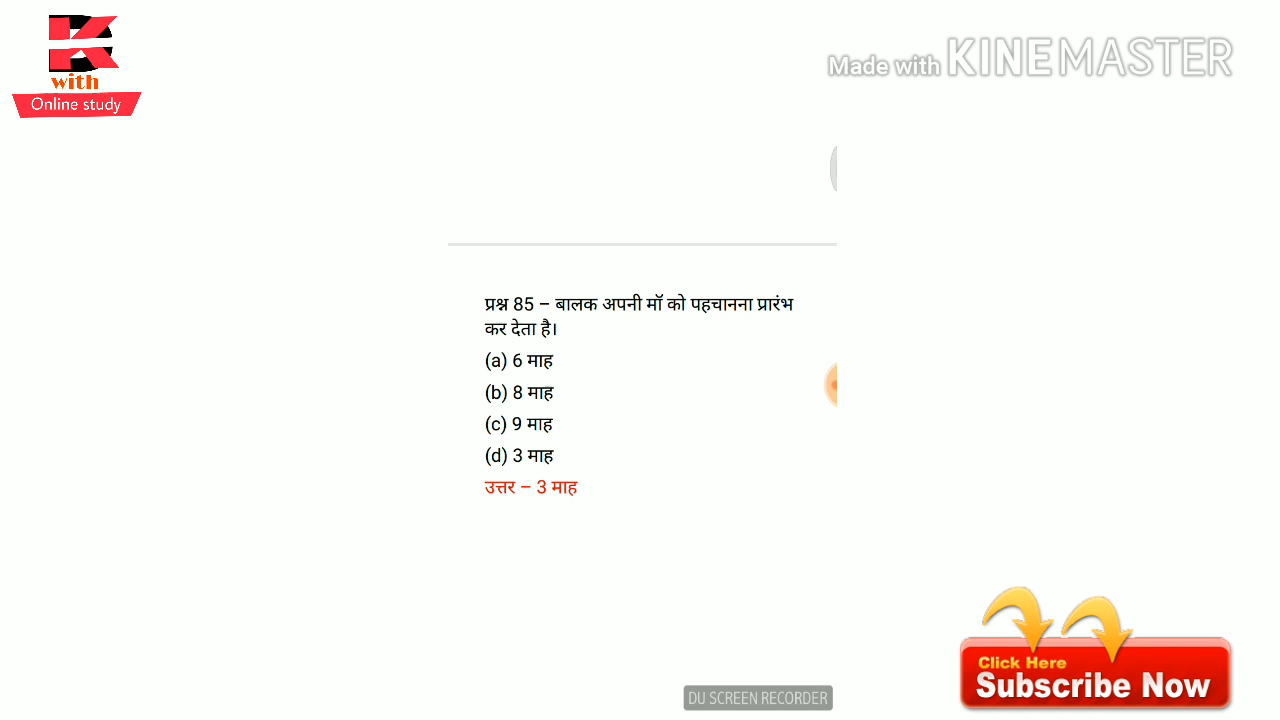 K
with
Online study
Made with KINEMASTER
प्रश्न 85 – बालक अपनी मॉ को पहचानना प्रारंभ
कर देता है।
(a) 6 माह
(b) 8 माह
(c) 9 माह
(d) 3 माह
उत्तर – 3 माह
Click Here
Subscribe Now
DU SCREEN RECORDER